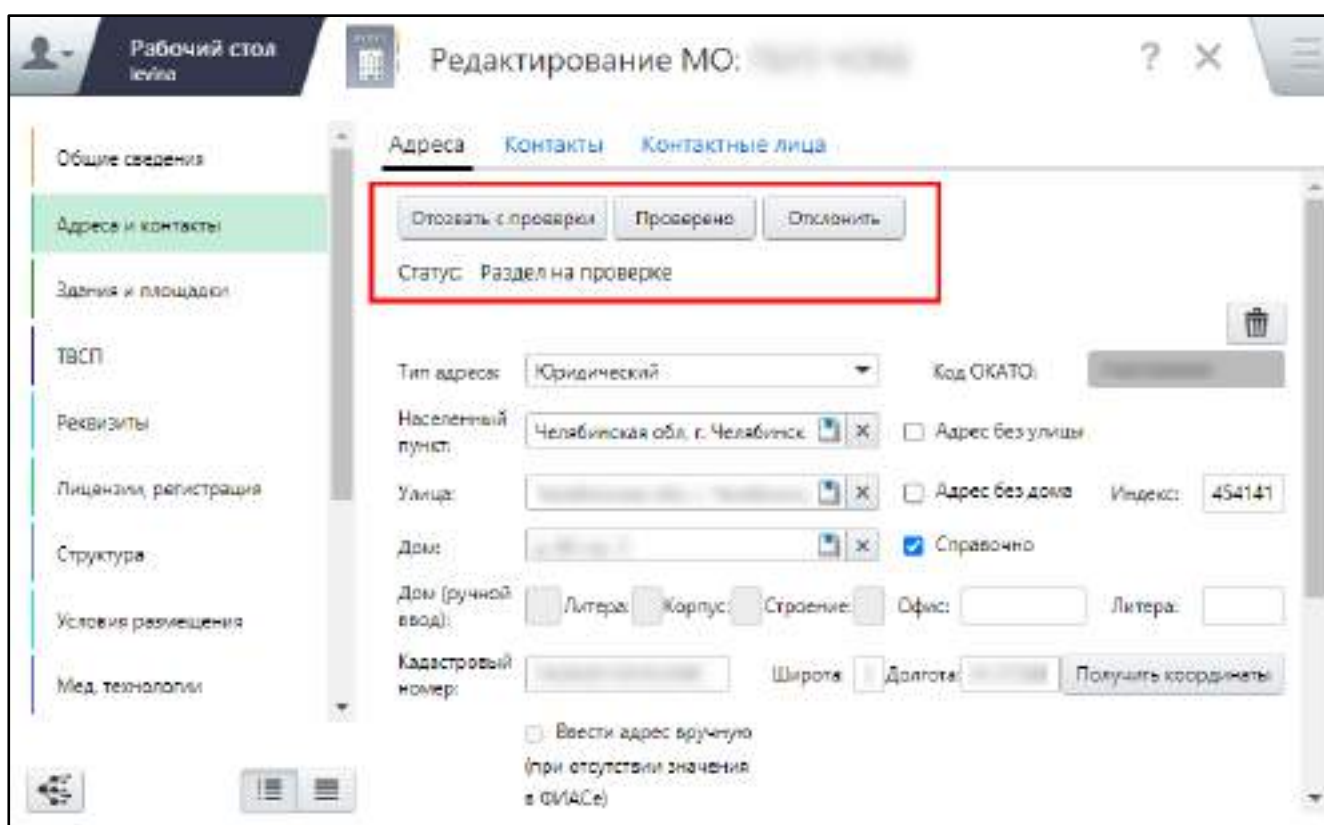 Рабочий стол
levina
Редактирование МО:
?
Общие сведения
Адреса и контакты
Здания и площадки
ТВСП
Реквизиты
Лицензии, регистрация
Структура
Условия размещения
Мед. технологии
Адреса Контакты Контактные лица
Отозвать с проверки Проверено Отклонить
Статус: Раздел на проверке
Тип адреса: Юридический Код ОКАТО:
Населенный
пункт: Челябинская обл, г. Челябинск Адрес без улицы
Улица: Адрес без дома Индекс: 454141
Дом: Справочно
Дом (ручной
ввод): Литера: Корпус: Строение: Офис: Литера:
Кадастровый
номер: Широта: Долгота: Получить координаты
Ввести адрес вручную
(при отсутствии значения
в ФИАСе)